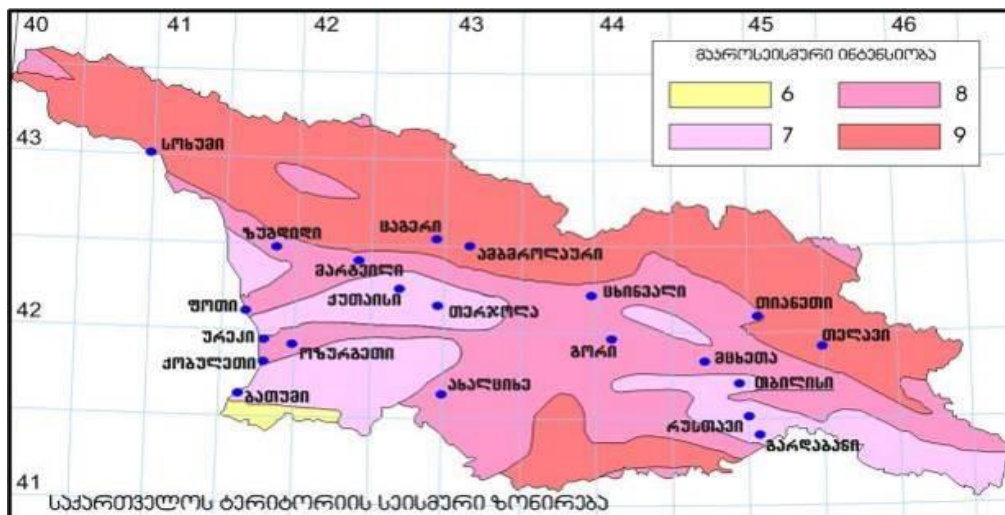 40 41 42 43 44 45 46
მაკროსეისმური ინტენსიობა
6 8
7 9
43
სოხუმი
ზუგდიდი
ცაგერი
ამბმროლაური
მარტვილი
42
ფოთი
ქუთაისი
თერჯოლა
ცხინვალი
თიანეთი
ურეკი
ოზურგეთი
გორი
თელავი
ქობულეთი
მცხეთა
ახალციხე
თბილისი
ბათუმი
რუსთავი
გარდაბანი
41
საქართველოს ტერიტორიის სეისმური ზონირება